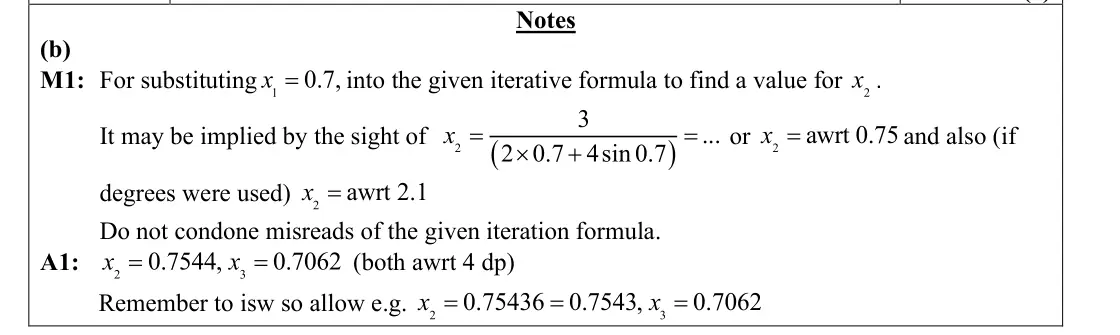 Notes
(b)
M1: For substituting x₁ = 0.7, into the given iterative formula to find a value for x₂ .
It may be implied by the sight of x₂ = 3/(2×0.7+4sin0.7) = ... or x₂ = awrt 0.75 and also (if
degrees were used) x₂ = awrt 2.1
Do not condone misreads of the given iteration formula.
A1: x₂ = 0.7544, x₃ = 0.7062 (both awrt 4 dp)
Remember to isw so allow e.g. x₂ = 0.75436 = 0.7543, x₃ = 0.7062